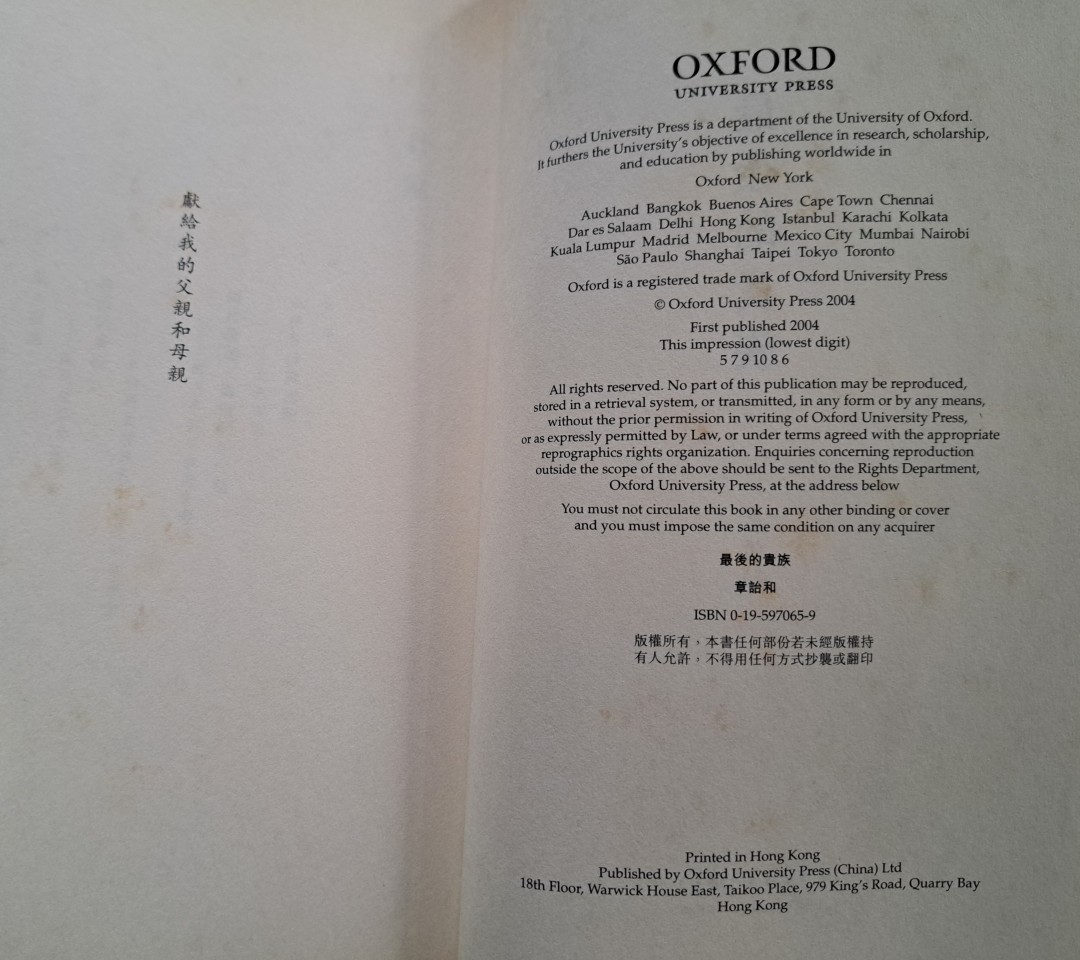 獻給我的父親和母親
OXFORD
UNIVERSITY PRESS
Oxford University Press is a department of the University of Oxford.
It furthers the University's objective of excellence in research, scholarship,
and education by publishing worldwide in
Oxford New York
Auckland Bangkok Buenos Aires Cape Town Chennai
Dar es Salaam Delhi Hong Kong Istanbul Karachi Kolkata
Kuala Lumpur Madrid Melbourne Mexico City Mumbai Nairobi
São Paulo Shanghai Taipei Tokyo Toronto
Oxford is a registered trade mark of Oxford University Press
© Oxford University Press 2004
First published 2004
This impression (lowest digit)
5 7 9 10 8 6
All rights reserved. No part of this publication may be reproduced,
stored in a retrieval system, or transmitted, in any form or by any means,
without the prior permission in writing of Oxford University Press,
or as expressly permitted by Law, or under terms agreed with the appropriate
reprographics rights organization. Enquiries concerning reproduction
outside the scope of the above should be sent to the Rights Department,
Oxford University Press, at the address below
You must not circulate this book in any other binding or cover
and you must impose the same condition on any acquirer
最後的貴族
章詒和
ISBN 0-19-597065-9
版權所有，本書任何部份若未經版權持
有人允許，不得用任何方式抄襲或翻印
Printed in Hong Kong
Published by Oxford University Press (China) Ltd
18th Floor, Warwick House East, Taikoo Place, 979 King's Road, Quarry Bay
Hong Kong